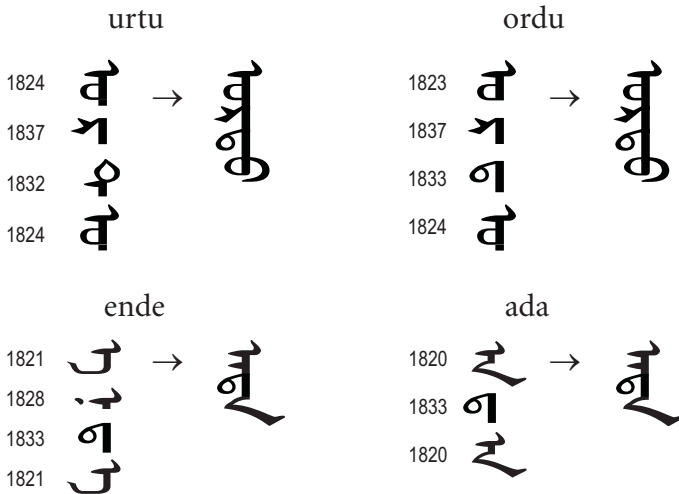 urtu
1824 ᠤ → ᠤᠷᠲᠤ
1837 ᠷ
1832 ᠲ
1824 ᠤ
ordu
1823 ᠣ → ᠣᠷᠳᠤ
1837 ᠷ
1833 ᠳ
1824 ᠤ
ende
1821 ᠡ → ᠡᠨᠳᠡ
1828 ᠨ
1833 ᠳ
1821 ᠡ
ada
1820 ᠠ → ᠠᠳᠠ
1833 ᠳ
1820 ᠠ